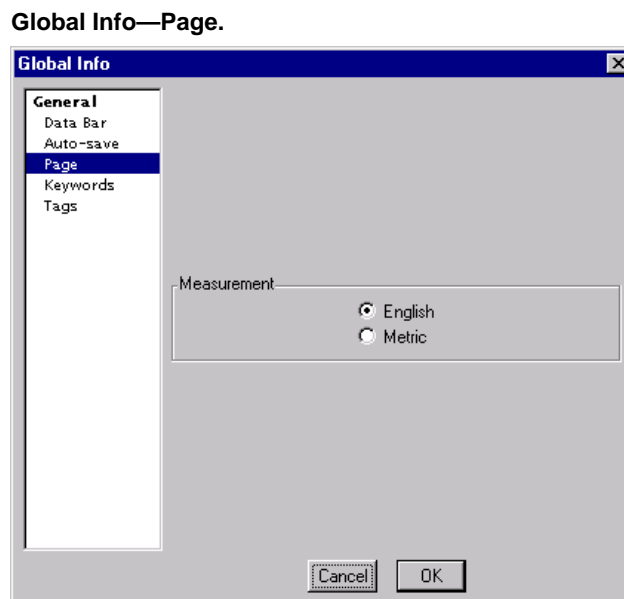 Global Info—Page.
Global Info
General
Data Bar
Auto-save
Page
Keywords
Tags
Measurement
English
Metric
Cancel
OK